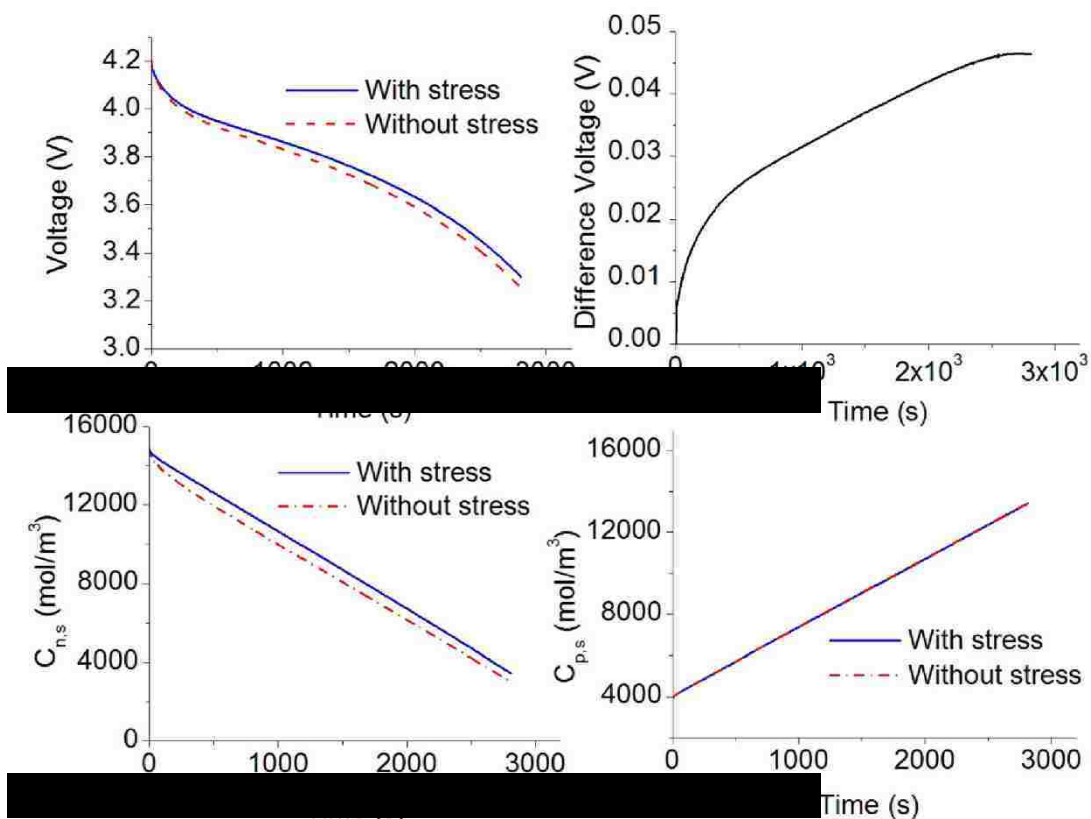 4.2
4.0
3.8
3.6
3.4
3.2
3.0
Voltage (V)
With stress
Without stress
0.05
0.04
0.03
0.02
0.01
0.00
Difference Voltage (V)
0
2x10³
3x10³
Time (s)
16000
12000
8000
4000
0
C n,s (mol/m³)
With stress
Without stress
0 1000 2000 3000
16000
12000
8000
4000
C p,s (mol/m³)
With stress
Without stress
0 1000 2000 3000
Time (s)